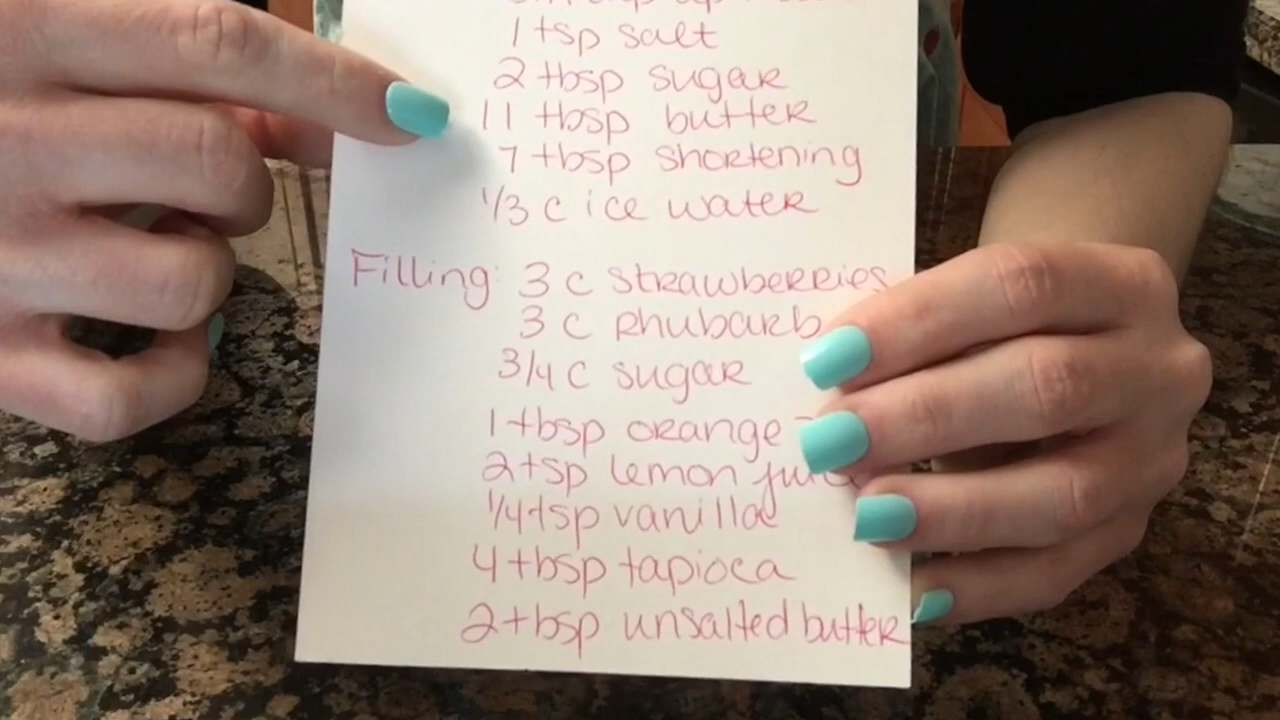 1 tsp salt
2 tbsp sugar
11 tbsp butter
7 tbsp shortening
1/3 c ice water
Filling: 3 c strawberries
3 c rhubarb
3/4 c sugar
1 tbsp orange
2 tsp lemon juice
1/4 tsp vanilla
4 tbsp tapioca
2 tbsp unsalted butter